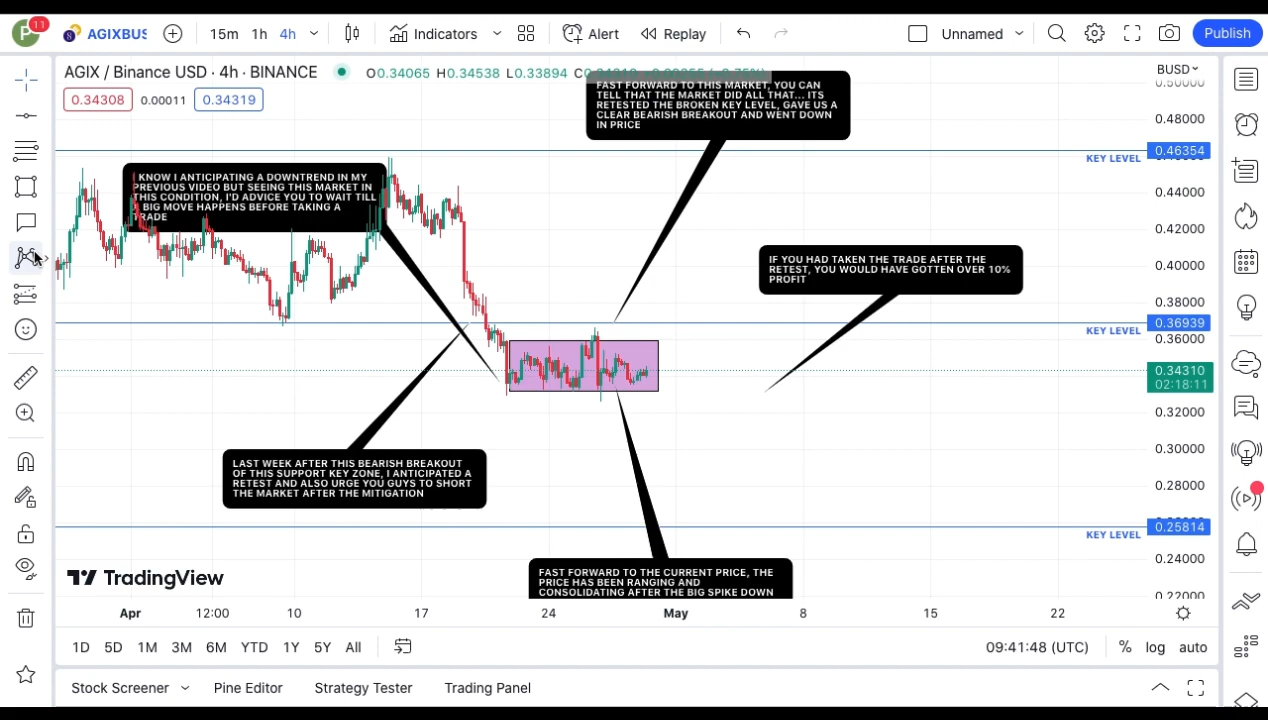 P
11
AGIXBUS
15m 1h 4h
Indicators
Alert
Replay
Unnamed
Publish
AGIX / Binance USD · 4h · BINANCE
O0.34065 H0.34538 L0.33894
BUSD
0.34308 0.00011 0.34319
FAST FORWARD TO THIS MARKET, YOU CAN
TELL THAT THE MARKET DID ALL THAT... ITS
RETESTED THE BROKEN KEY LEVEL, GAVE US A
CLEAR BEARISH BREAKOUT AND WENT DOWN
IN PRICE
0.50000
0.48000
0.46354
KEY LEVEL
I KNOW I ANTICIPATING A DOWNTREND IN MY
PREVIOUS VIDEO BUT SEEING THIS MARKET IN
THIS CONDITION, I'D ADVICE YOU TO WAIT TILL
BIG MOVE HAPPENS BEFORE TAKING A
TRADE
0.44000
0.42000
0.40000
IF YOU HAD TAKEN THE TRADE AFTER THE
RETEST, YOU WOULD HAVE GOTTEN OVER 10%
PROFIT
0.38000
0.36939
KEY LEVEL
0.36000
0.34310
02:18:11
0.32000
0.30000
LAST WEEK AFTER THIS BEARISH BREAKOUT
OF THIS SUPPORT KEY ZONE, I ANTICIPATED A
RETEST AND ALSO URGE YOU GUYS TO SHORT
THE MARKET AFTER THE MITIGATION
0.28000
0.25814
KEY LEVEL
0.24000
FAST FORWARD TO THE CURRENT PRICE, THE
PRICE HAS BEEN RANGING AND
CONSOLIDATING AFTER THE BIG SPIKE DOWN
0.22000
TradingView
Apr 12:00 10 17 24 May 8 15 22
1D 5D 1M 3M 6M YTD 1Y 5Y All
09:41:48 (UTC) % log auto
Stock Screener Pine Editor Strategy Tester Trading Panel